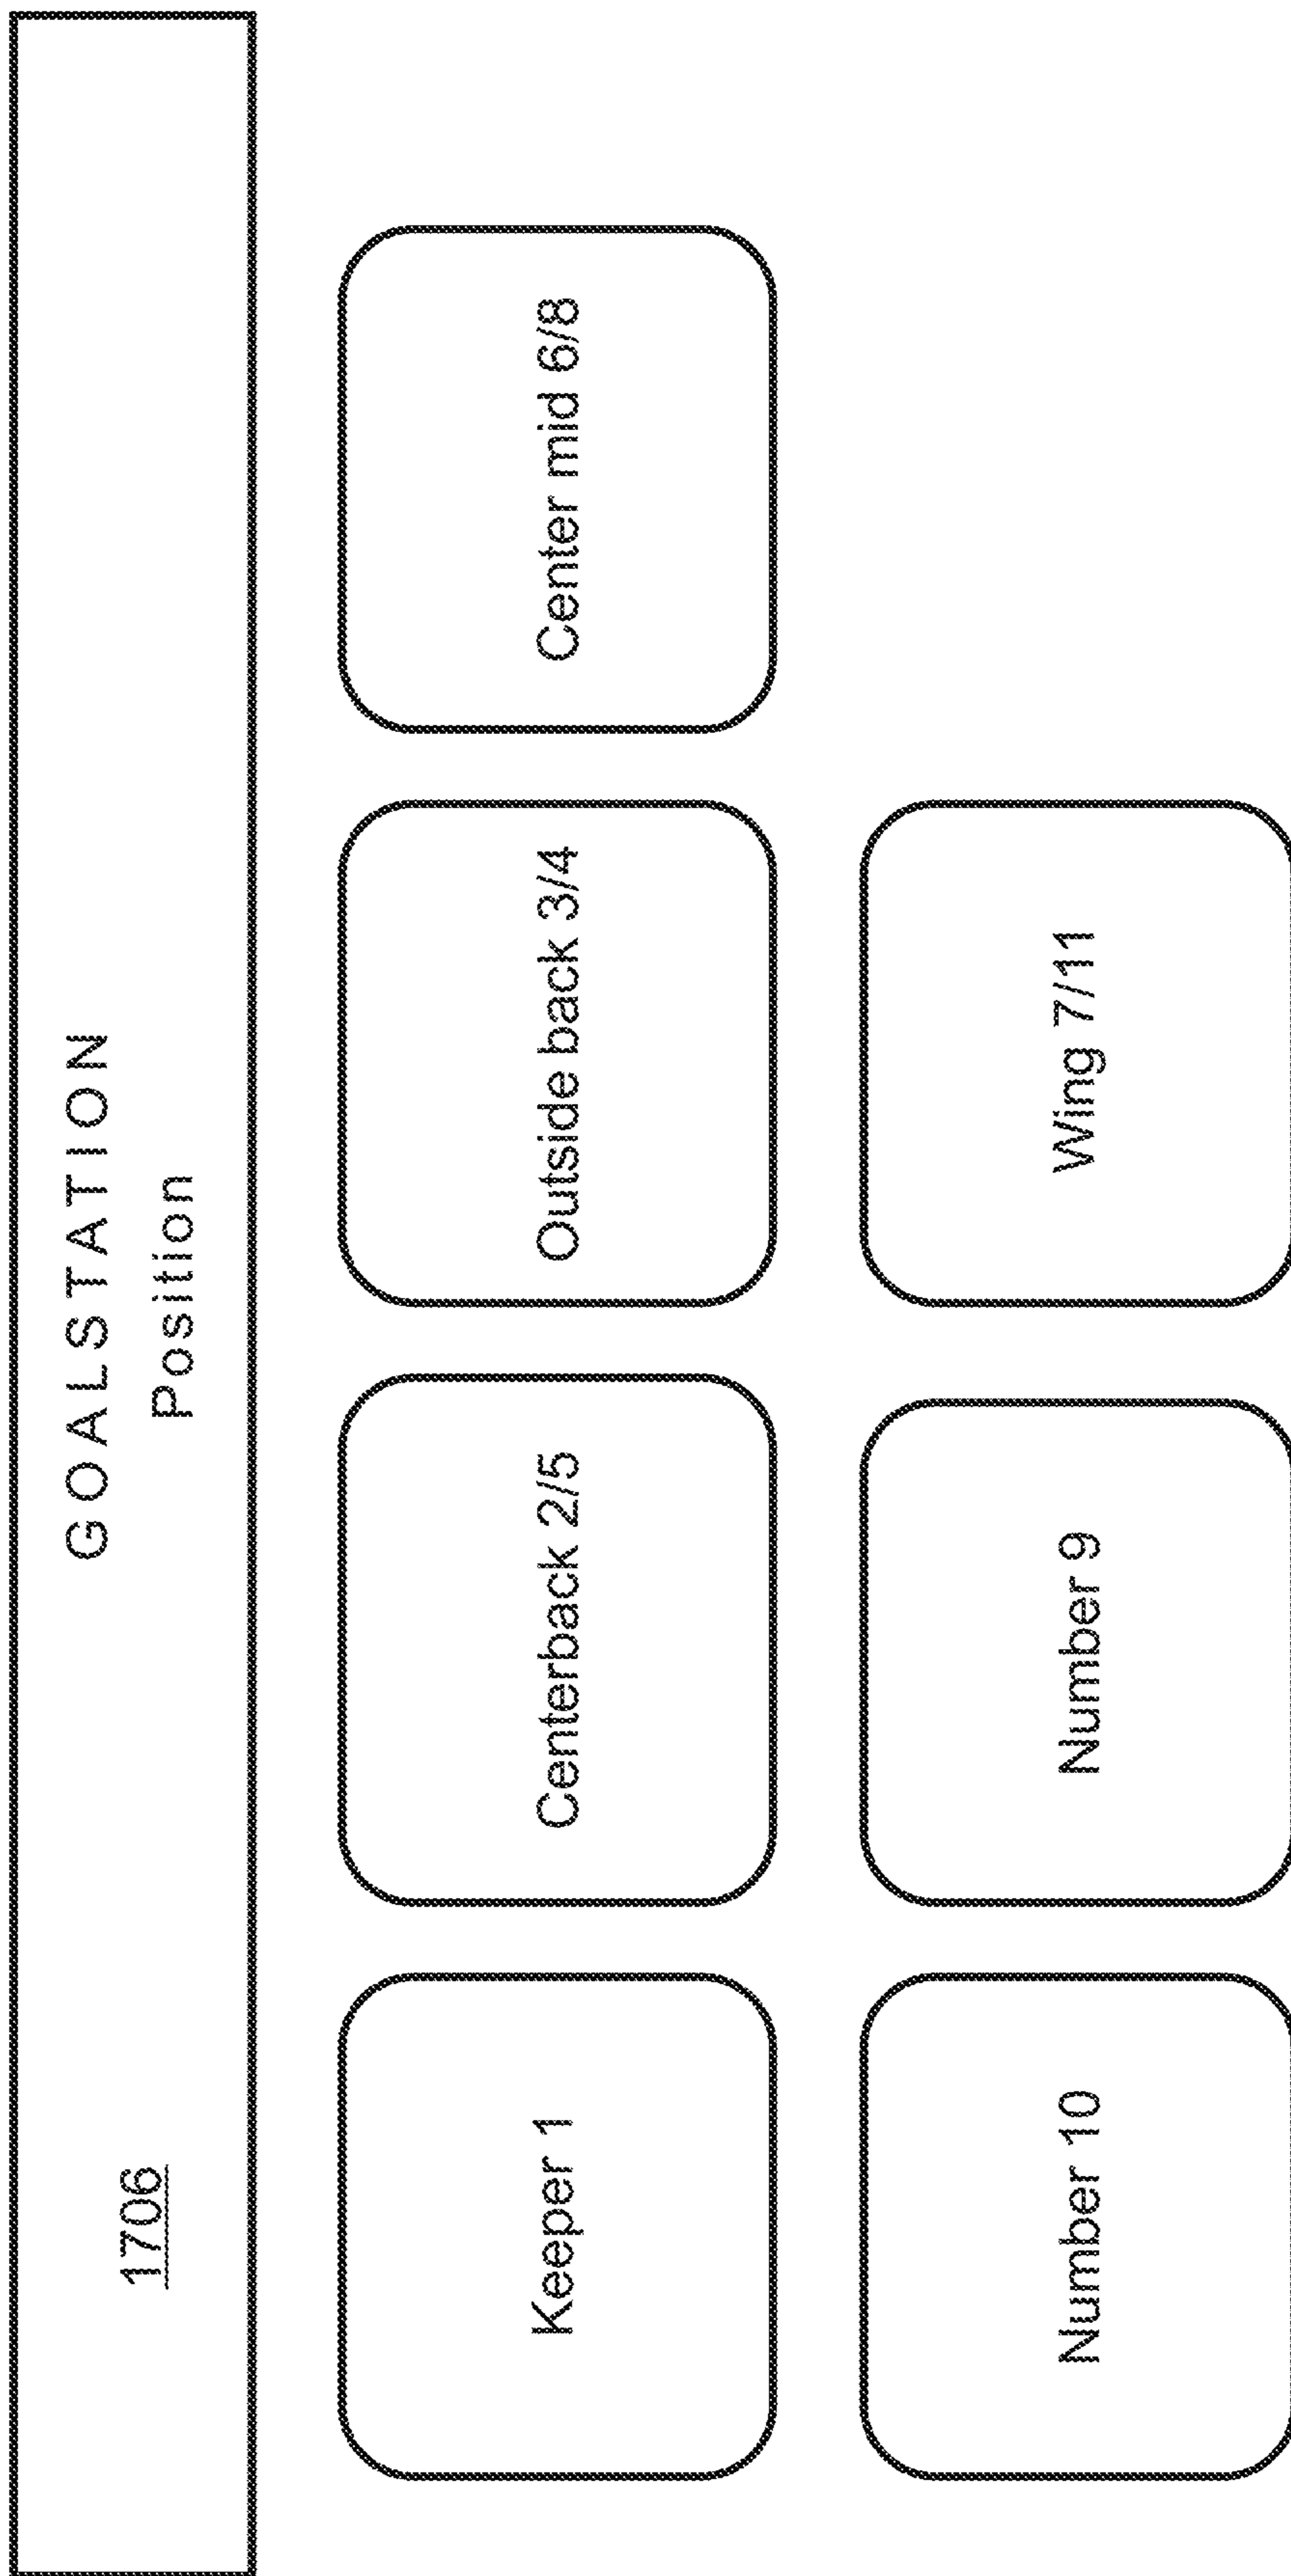 GOALSTATION
1706
Position
Keeper 1
Centerback 2/5
Outside back 3/4
Center mid 6/8
Number 10
Number 9
Wing 7/11